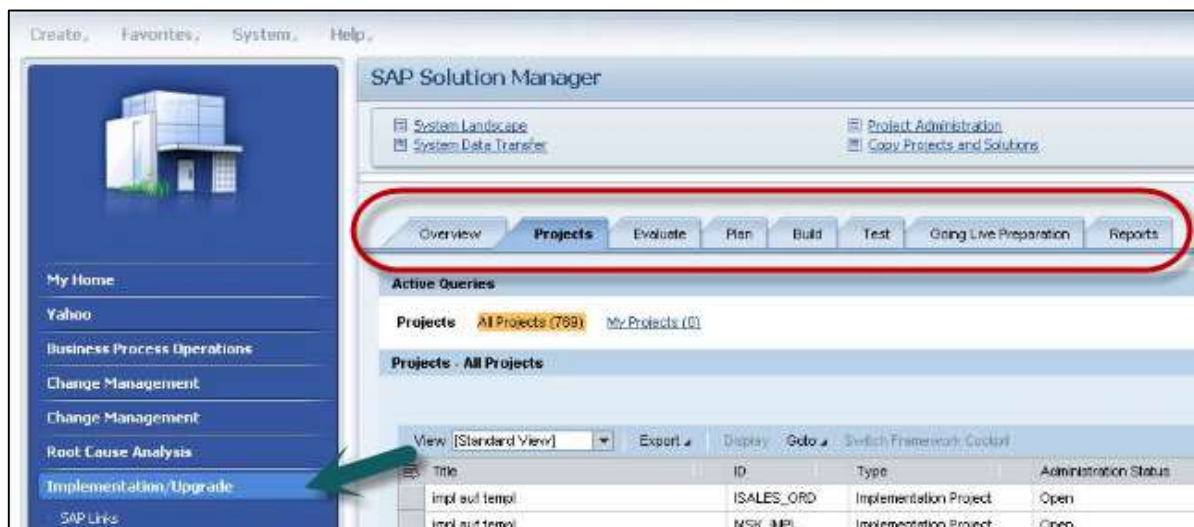 Create, Favorites, System, Help,
SAP Solution Manager
System Landscape Project Administration
System Data Transfer Copy Projects and Solutions
Overview Projects Evaluate Plan Build Test Going Live Preparation Reports
My Home
Yahoo
Business Process Operations
Change Management
Change Management
Root Cause Analysis
Implementation/Upgrade
SAP Links
Active Queries
Projects All Projects (769) My Projects (0)
Projects - All Projects
View [Standard View] Export Display Goto Switch Framework Cockpit
Title ID Type Administration Status
impl auf templ ISALES_ORD Implementation Project Open
impl auf templ MSK_IMPL Implementation Project Open